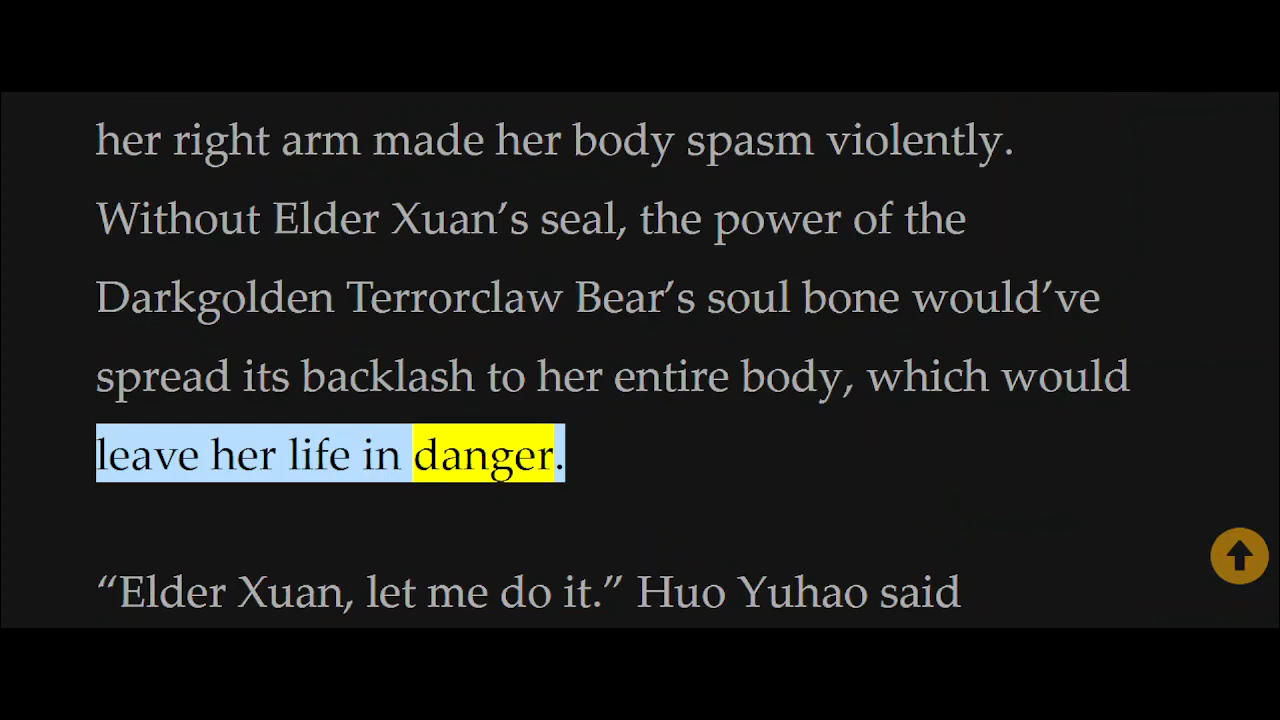 her right arm made her body spasm violently.
Without Elder Xuan’s seal, the power of the
Darkgolden Terrorclaw Bear’s soul bone would’ve
spread its backlash to her entire body, which would
leave her life in danger.
“Elder Xuan, let me do it.” Huo Yuhao said